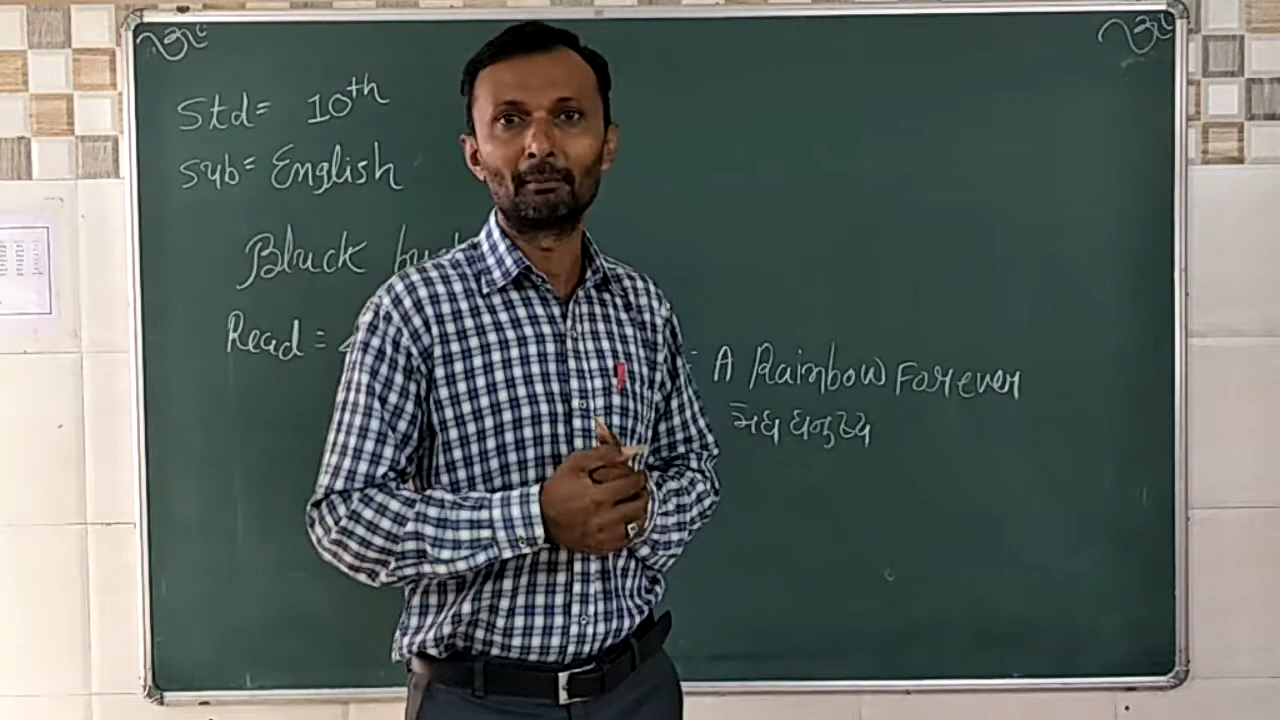 Std = 10th
Sub = English
Black
Read =
A Rainbow Forever
મેઘ ધનુષ્ય